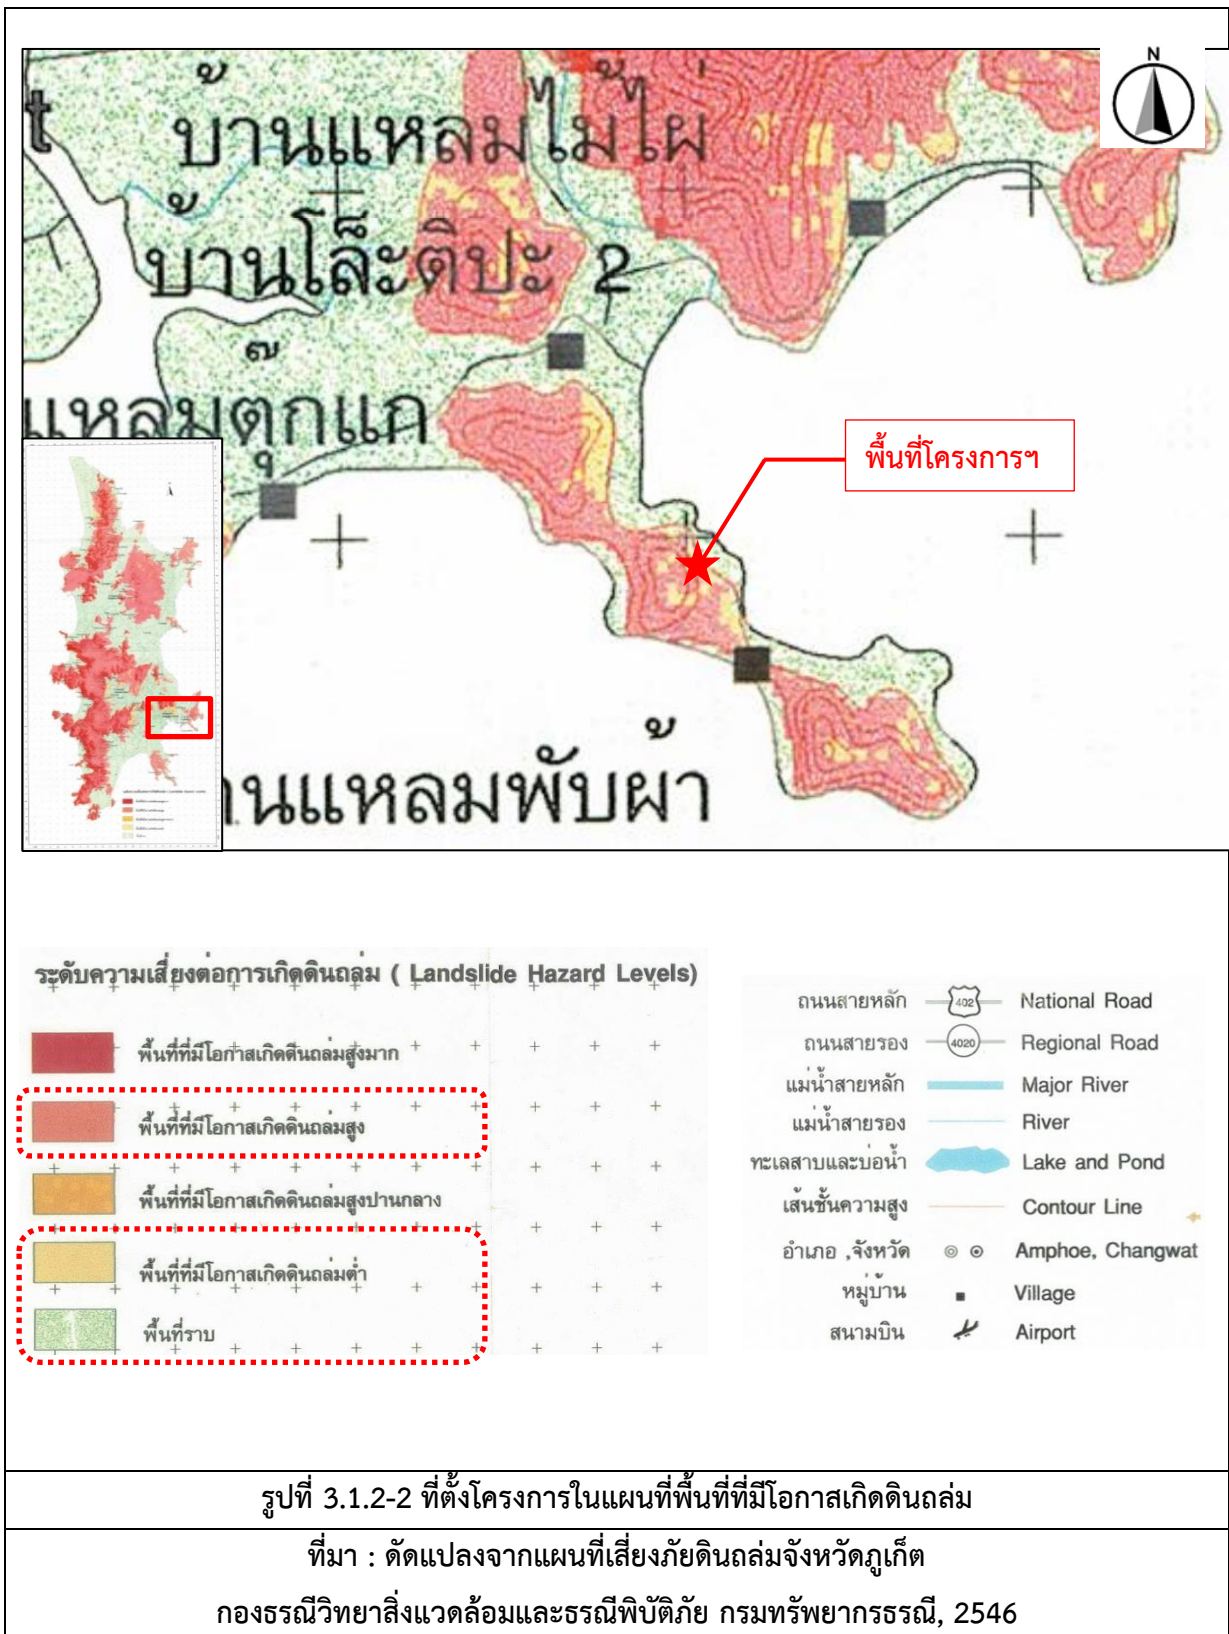 N
t
บ้านแหลมไม้ไผ่
บ้านโล๊ะติปะ 2
แหลมตุ๊กแก
พื้นที่โครงการฯ
านแหลมพับผ้า
ระดับความเสี่ยงต่อการเกิดดินถล่ม ( Landslide Hazard Levels)
พื้นที่ที่มีโอกาสเกิดดินถล่มสูงมาก
พื้นที่ที่มีโอกาสเกิดดินถล่มสูง
พื้นที่ที่มีโอกาสเกิดดินถล่มสูงปานกลาง
พื้นที่ที่มีโอกาสเกิดดินถล่มต่ำ
พื้นที่ราบ
ถนนสายหลัก 402 National Road
ถนนสายรอง 4020 Regional Road
แม่น้ำสายหลัก Major River
แม่น้ำสายรอง River
ทะเลสาบและบ่อน้ำ Lake and Pond
เส้นชั้นความสูง Contour Line
อำเภอ ,จังหวัด Amphoe, Changwat
หมู่บ้าน Village
สนามบิน Airport
รูปที่ 3.1.2-2 ที่ตั้งโครงการในแผนที่พื้นที่ที่มีโอกาสเกิดดินถล่ม
ที่มา : ดัดแปลงจากแผนที่เสี่ยงภัยดินถล่มจังหวัดภูเก็ต
กองธรณีวิทยาสิ่งแวดล้อมและธรณีพิบัติภัย กรมทรัพยากรธรณี, 2546